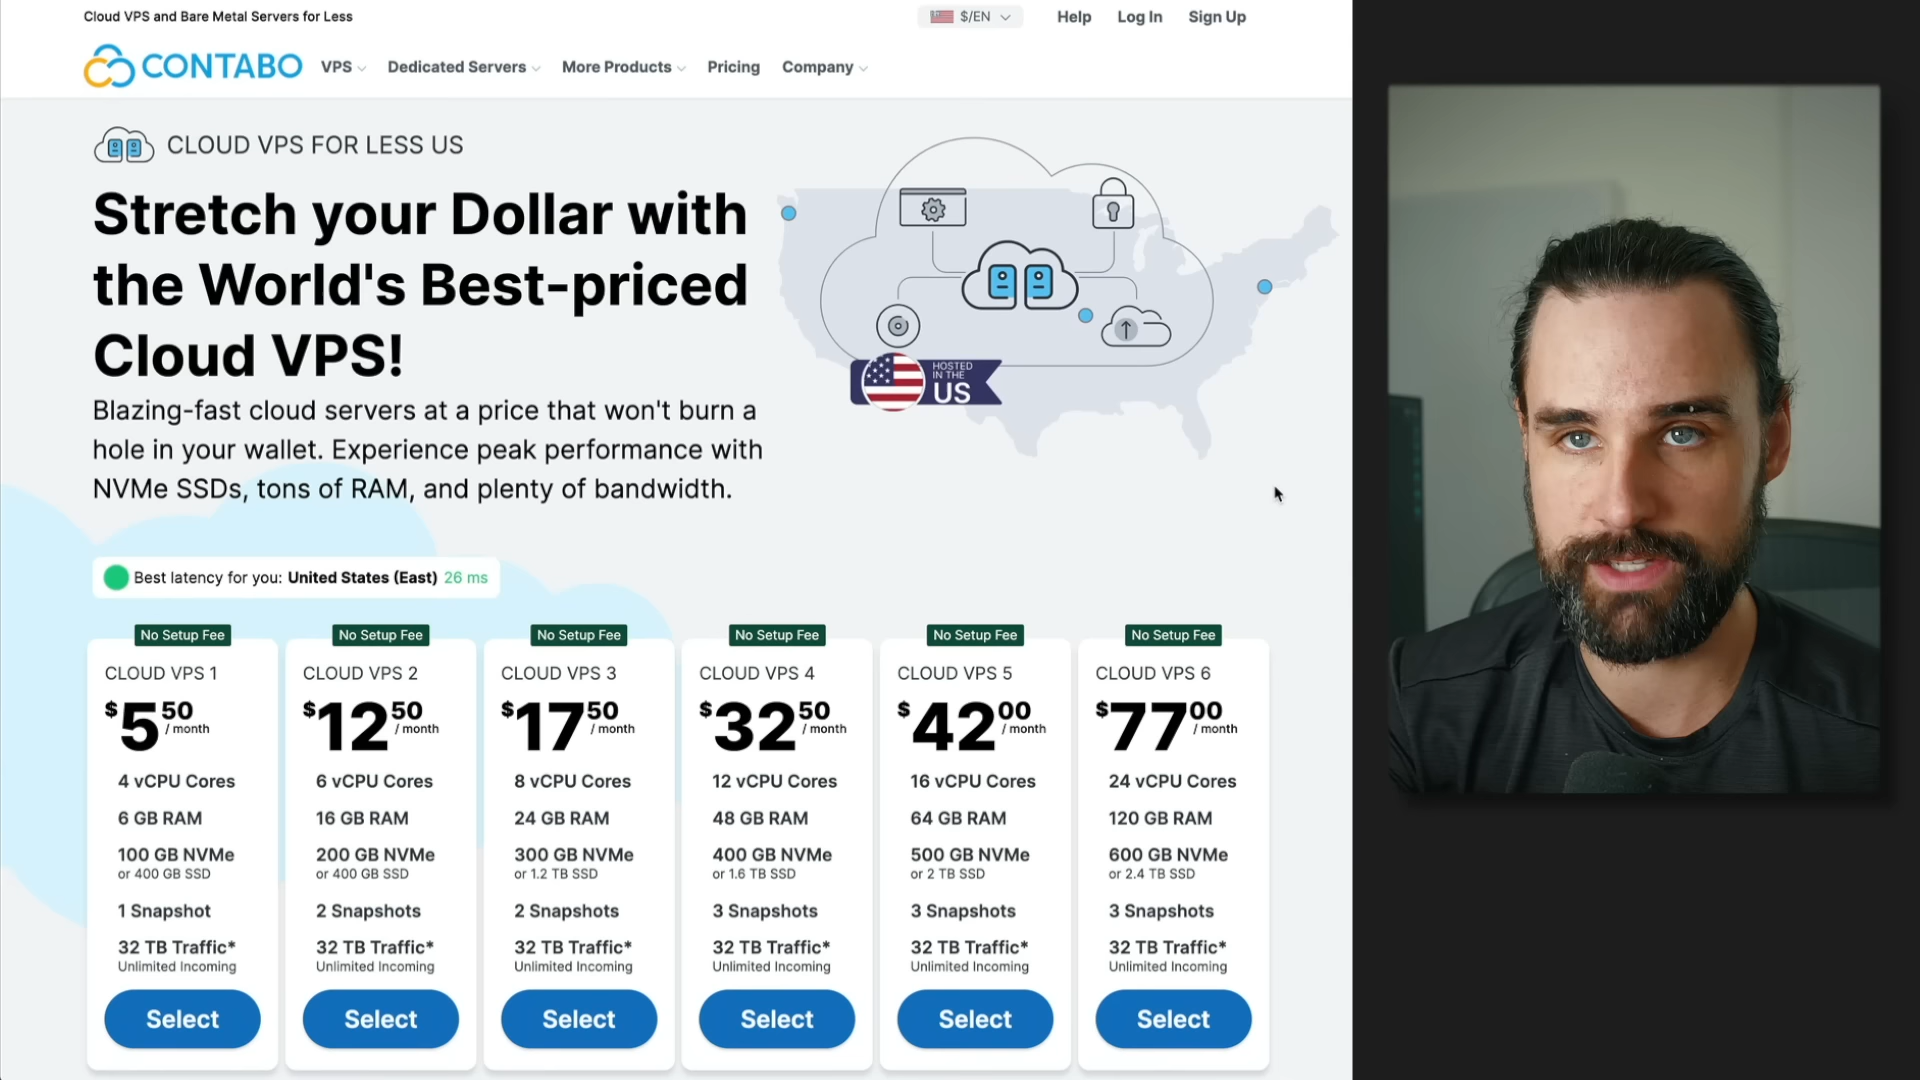 Cloud VPS and Bare Metal Servers for Less
$/EN
Help
Log In
Sign Up
CONTABO
VPS
Dedicated Servers
More Products
Pricing
Company
CLOUD VPS FOR LESS US
Stretch your Dollar with
the World's Best-priced
Cloud VPS!
Blazing-fast cloud servers at a price that won't burn a
hole in your wallet. Experience peak performance with
NVMe SSDs, tons of RAM, and plenty of bandwidth.
HOSTED
IN THE
US
Best latency for you: United States (East) 26 ms
No Setup Fee
CLOUD VPS 1
$5 50 / month
4 vCPU Cores
6 GB RAM
100 GB NVMe
or 400 GB SSD
1 Snapshot
32 TB Traffic*
Unlimited Incoming
Select
No Setup Fee
CLOUD VPS 2
$12 50 / month
6 vCPU Cores
16 GB RAM
200 GB NVMe
or 400 GB SSD
2 Snapshots
32 TB Traffic*
Unlimited Incoming
Select
No Setup Fee
CLOUD VPS 3
$17 50 / month
8 vCPU Cores
24 GB RAM
300 GB NVMe
or 1.2 TB SSD
2 Snapshots
32 TB Traffic*
Unlimited Incoming
Select
No Setup Fee
CLOUD VPS 4
$32 50 / month
12 vCPU Cores
48 GB RAM
400 GB NVMe
or 1.6 TB SSD
3 Snapshots
32 TB Traffic*
Unlimited Incoming
Select
No Setup Fee
CLOUD VPS 5
$42 00 / month
16 vCPU Cores
64 GB RAM
500 GB NVMe
or 2 TB SSD
3 Snapshots
32 TB Traffic*
Unlimited Incoming
Select
No Setup Fee
CLOUD VPS 6
$77 00 / month
24 vCPU Cores
120 GB RAM
600 GB NVMe
or 2.4 TB SSD
3 Snapshots
32 TB Traffic*
Unlimited Incoming
Select